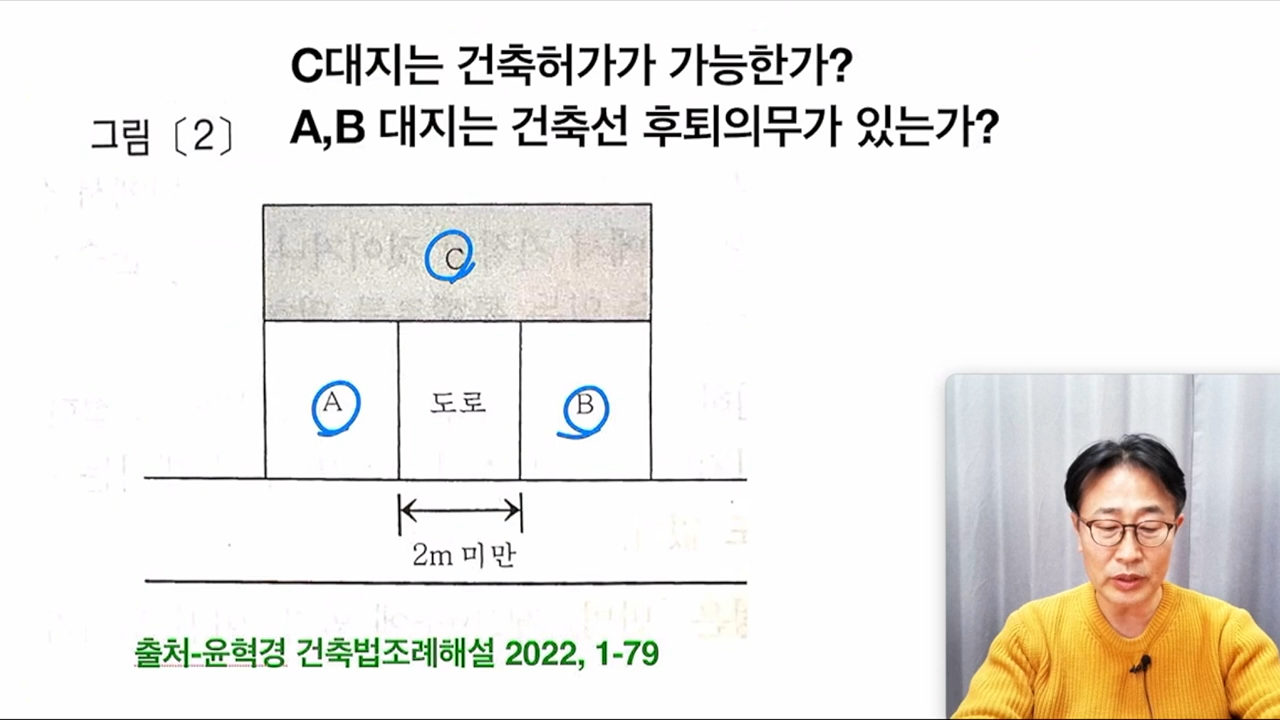 C대지는 건축허가가 가능한가?
그림 〔2〕 A,B 대지는 건축선 후퇴의무가 있는가?
C
A 도로 B
2m 미만
출처-윤혁경 건축법조례해설 2022, 1-79